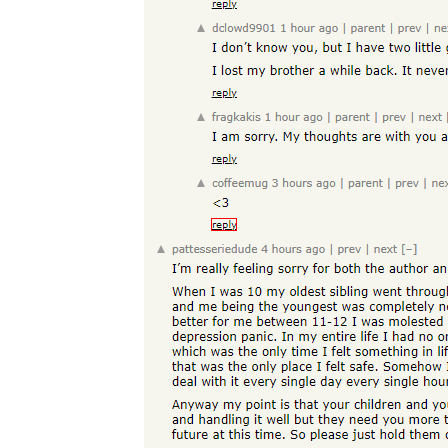 reply
▲ dclowd9901 1 hour ago | parent | prev | ne
I don't know you, but I have two little
I lost my brother a while back. It never
reply
▲ fragkakis 1 hour ago | parent | prev | next |
I am sorry. My thoughts are with you a
reply
▲ coffeemug 3 hours ago | parent | prev | nex
<3
reply
▲ pattesseriedude 4 hours ago | prev | next [–]
I'm really feeling sorry for both the author an
When I was 10 my oldest sibling went throug
and me being the youngest was completely n
better for me between 11-12 I was molested
depression panic. In my entire life I had no o
which was the only time I felt something in lif
that was the only place I felt safe. Somehow I
deal with it every single day every single hou
Anyway my point is that your children and yo
and handling it well but they need you more t
future at this time. So please just hold them